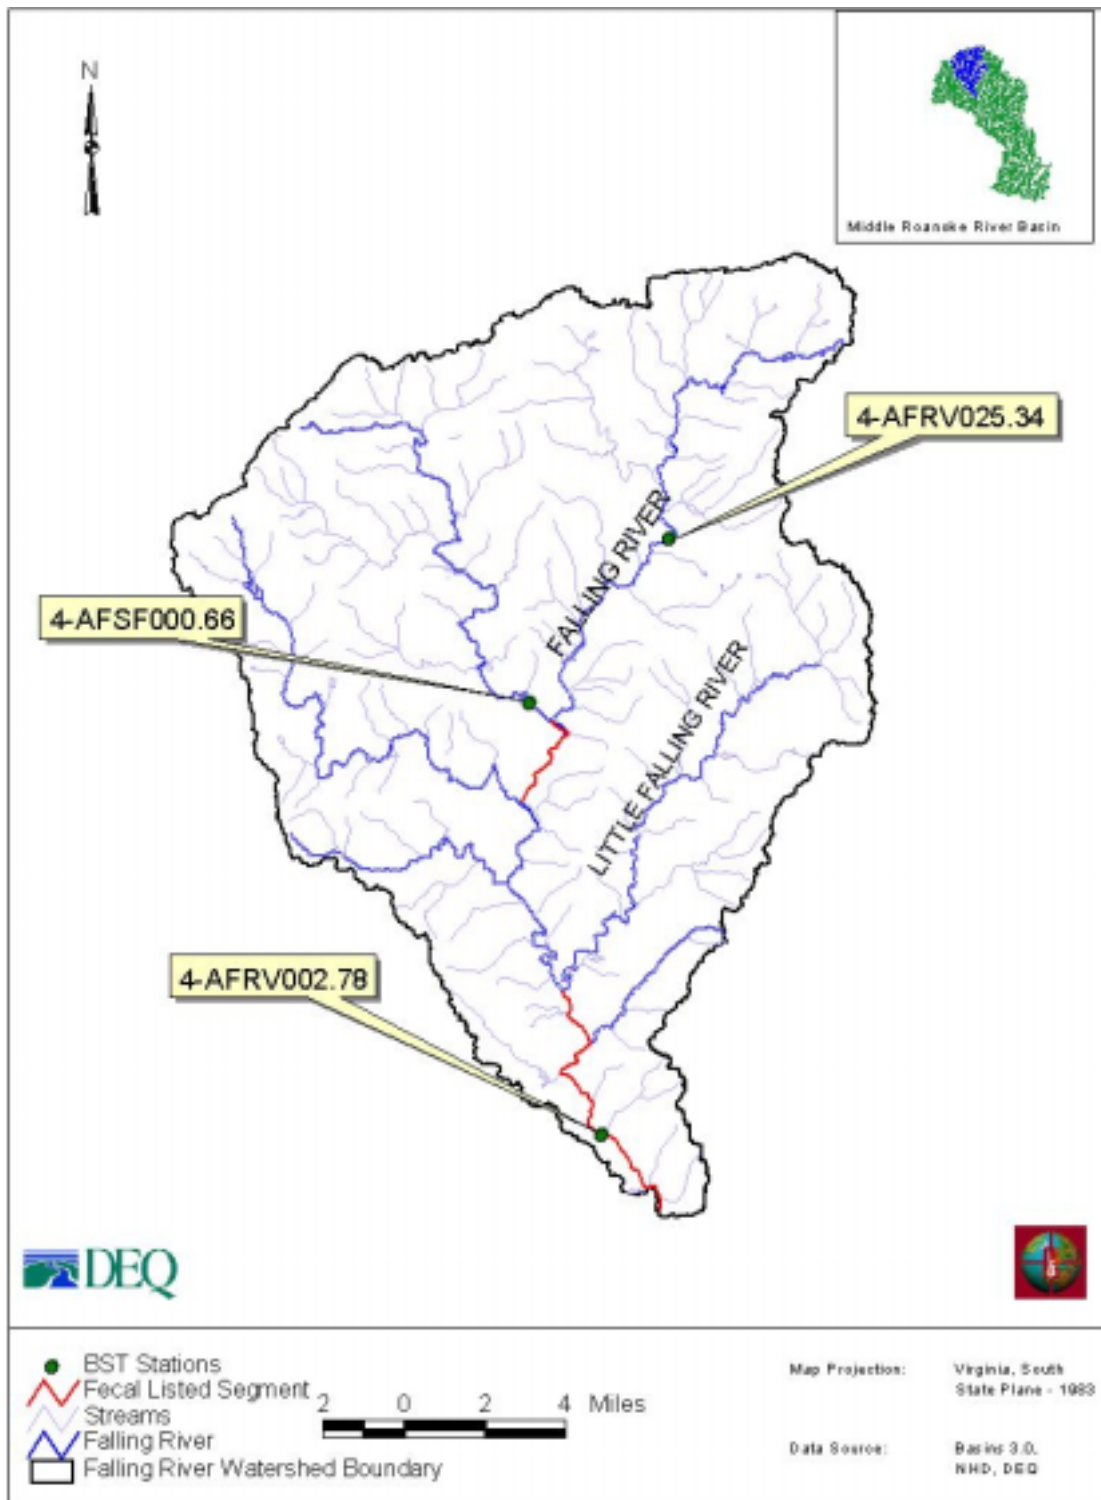 N
Middle Roanoke River Basin
4-AFRV025.34
FALLING RIVER
4-AFSF000.66
LITTLE FALLING RIVER
4-AFRV002.78
DEQ
BST Stations
Fecal Listed Segment
Streams
Falling River
Falling River Watershed Boundary
2 0 2 4 Miles
Map Projection: Virginia, South
State Plane - 1983
Data Source: Basins 3.0,
NHD, DEQ